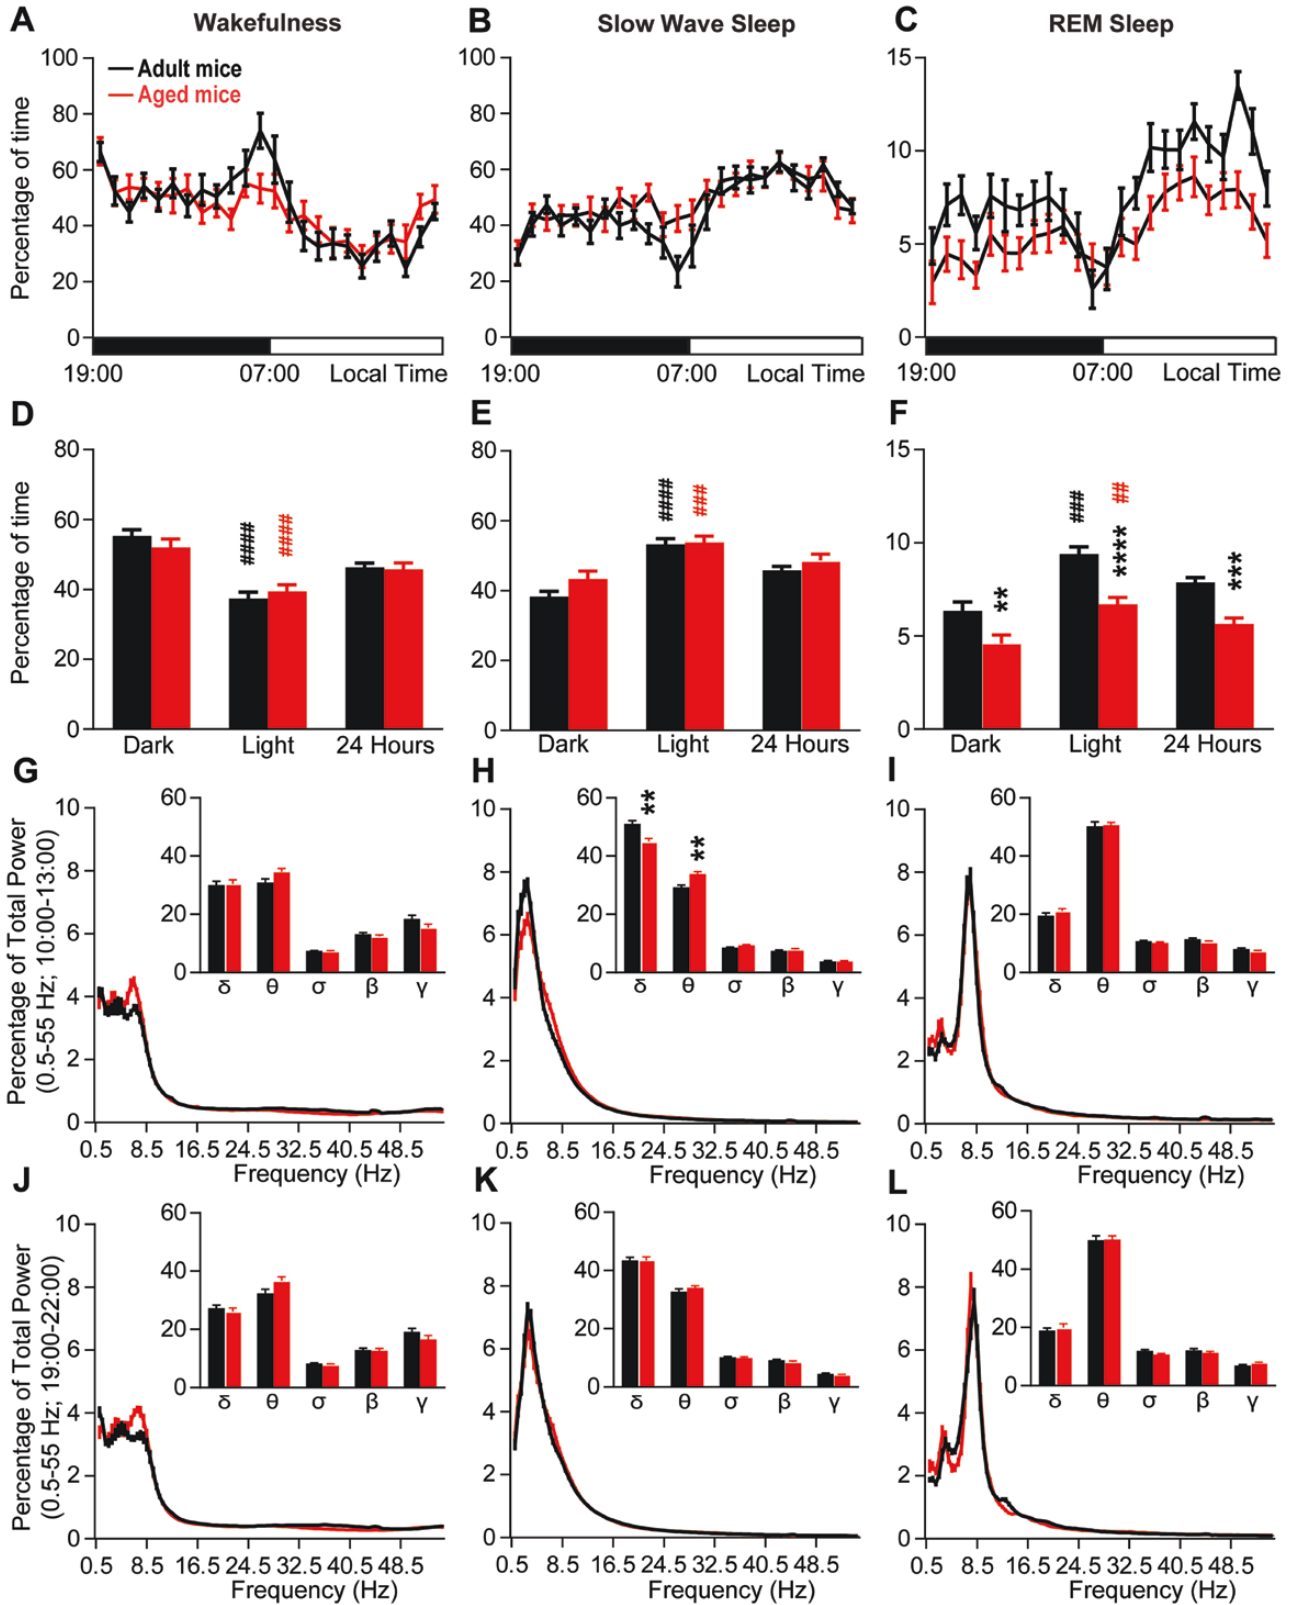 A Wakefulness B Slow Wave Sleep C REM Sleep
100 100 15
Adult mice
Aged mice
80 80
10
60 60
40 40
5
20 20
0 0 0
Percentage of time
19:00 07:00 Local Time 19:00 07:00 Local Time 19:00 07:00 Local Time
D E F
80 80 15
#### #### #### ### ### ##
60 60
10
**** ***
**
40 40
5
20 20
0 0 0
Percentage of time
Dark Light 24 Hours Dark Light 24 Hours Dark Light 24 Hours
G H I
60 60 60
** **
40 40 40
20 20 20
0 0 0
δ θ σ β γ δ θ σ β γ δ θ σ β γ
10 10 10
8 8 8
6 6 6
4 4 4
2 2 2
0 0 0
Percentage of Total Power
(0.5-55 Hz; 10:00-13:00)
0.5 8.5 16.5 24.5 32.5 40.5 48.5 0.5 8.5 16.5 24.5 32.5 40.5 48.5 0.5 8.5 16.5 24.5 32.5 40.5 48.5
Frequency (Hz) Frequency (Hz) Frequency (Hz)
J K L
60 60 60
40 40 40
20 20 20
0 0 0
δ θ σ β γ δ θ σ β γ δ θ σ β γ
10 10 10
8 8 8
6 6 6
4 4 4
2 2 2
0 0 0
Percentage of Total Power
(0.5-55 Hz; 19:00-22:00)
0.5 8.5 16.5 24.5 32.5 40.5 48.5 0.5 8.5 16.5 24.5 32.5 40.5 48.5 0.5 8.5 16.5 24.5 32.5 40.5 48.5
Frequency (Hz) Frequency (Hz) Frequency (Hz)